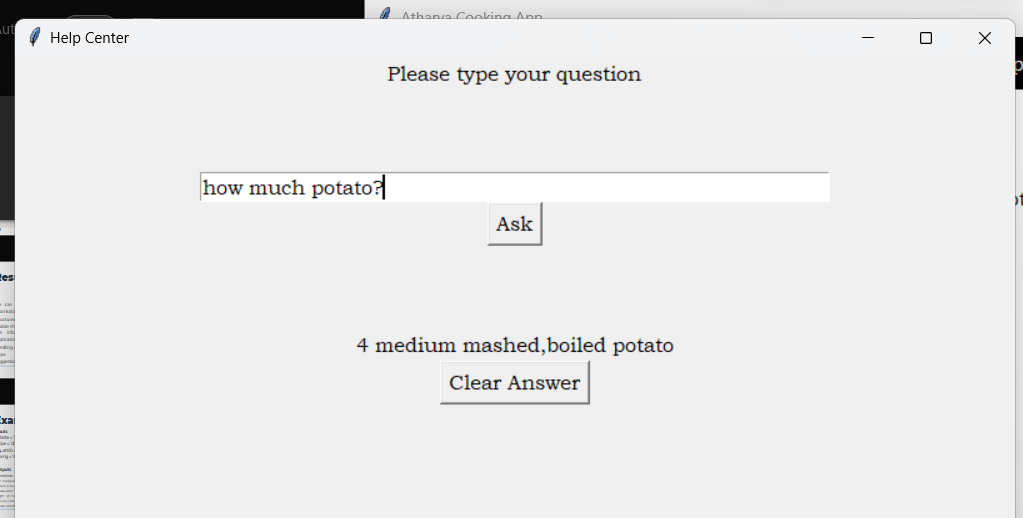 Atharva Cooking App
Help Center
Please type your question
how much potato?
Ask
4 medium mashed,boiled potato
Clear Answer